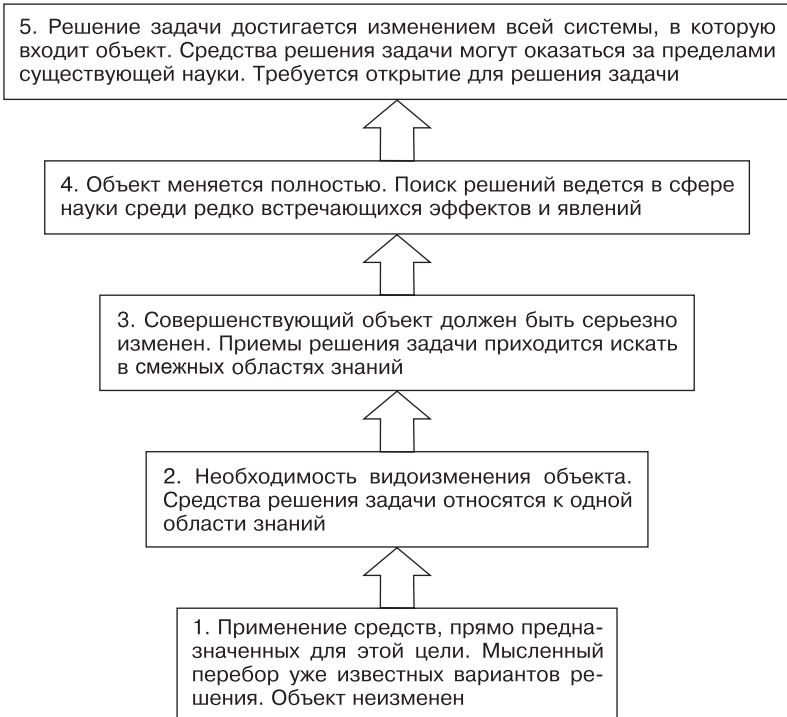 5. Решение задачи достигается изменением всей системы, в которую
входит объект. Средства решения задачи могут оказаться за пределами
существующей науки. Требуется открытие для решения задачи
4. Объект меняется полностью. Поиск решений ведется в сфере
науки среди редко встречающихся эффектов и явлений
3. Совершенствующий объект должен быть серьезно
изменен. Приемы решения задачи приходится искать
в смежных областях знаний
2. Необходимость видоизменения объекта.
Средства решения задачи относятся к одной
области знаний
1. Применение средств, прямо предна-
значенных для этой цели. Мысленный
перебор уже известных вариантов ре-
шения. Объект неизменен